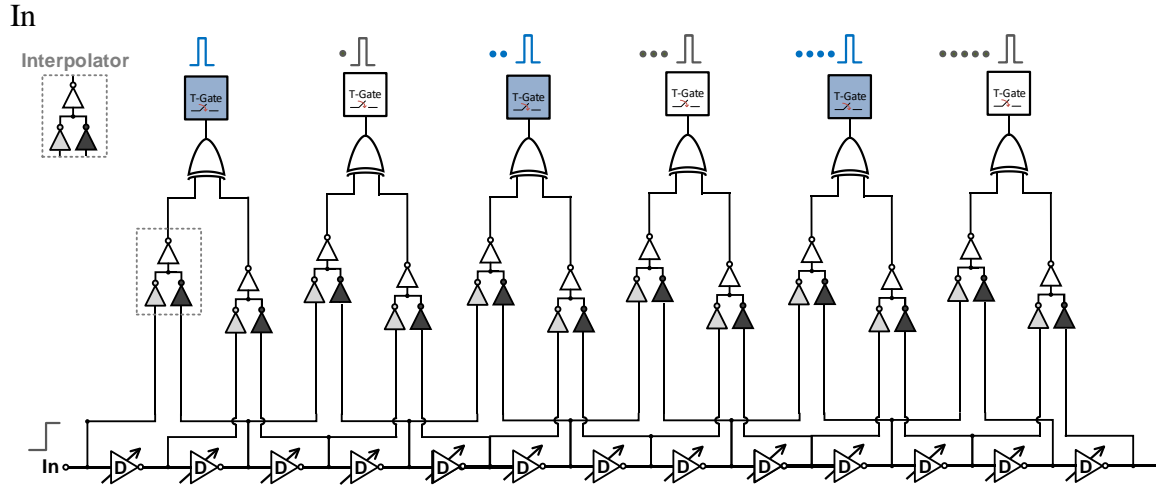 In
Interpolator
T-Gate T-Gate T-Gate T-Gate T-Gate T-Gate
In D D D D D D D D D D D D D